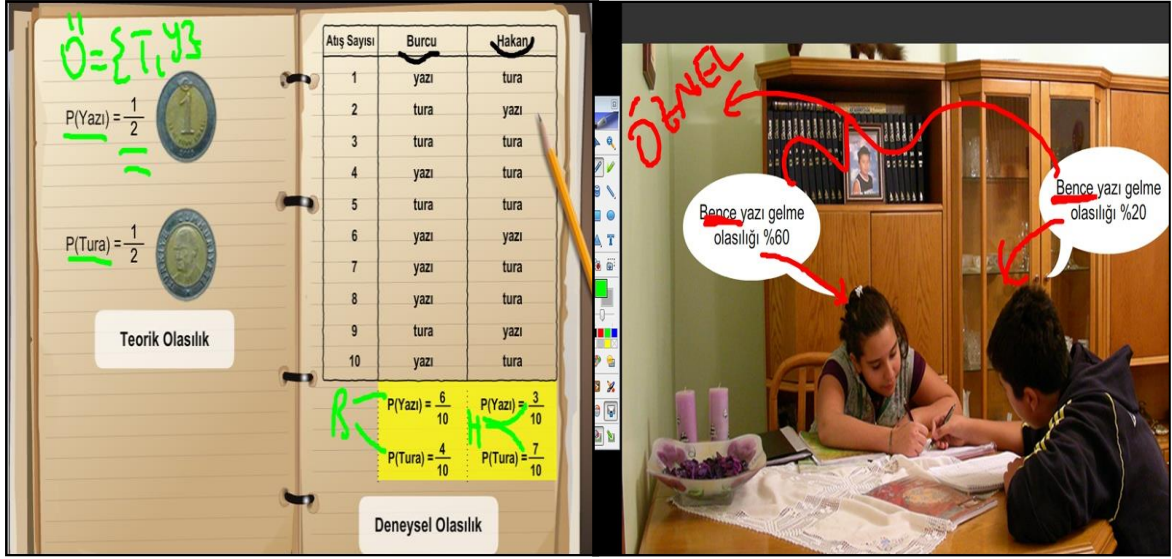 Ö={T,Y}
P(Yazı) = 1/2
P(Tura) = 1/2
Teorik Olasılık
Atış Sayısı Burcu Hakan
1 yazı tura
2 tura yazı
3 tura tura
4 yazı tura
5 tura tura
6 yazı yazı
7 yazı tura
8 yazı tura
9 tura yazı
10 yazı tura
B P(Yazı) = 6/10 H P(Yazı) = 3/10
P(Tura) = 4/10 P(Tura) = 7/10
Deneysel Olasılık
ÖZNEL
Bence yazı gelme
olasılığı %60
Bence yazı gelme
olasılığı %20